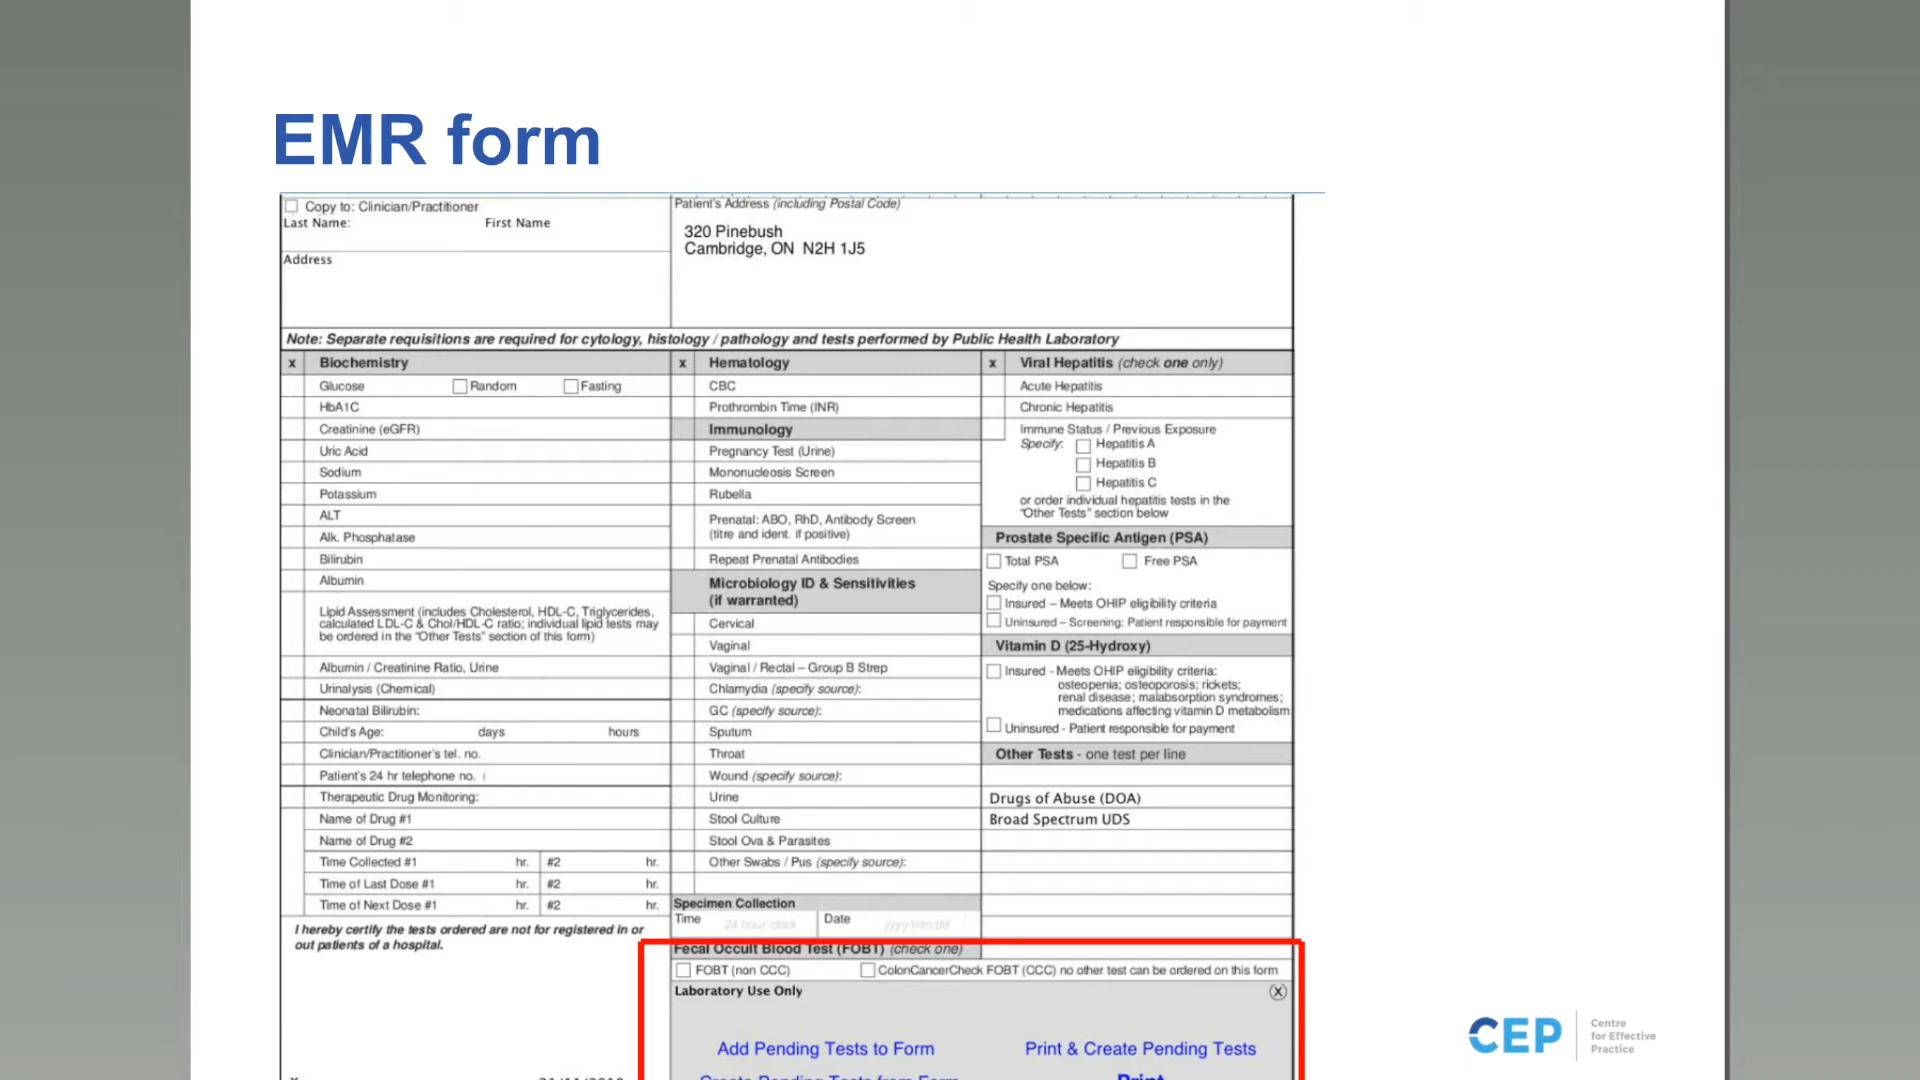 EMR form
Copy to: Clinician/Practitioner
Last Name: First Name
Address
Patient's Address (including Postal Code)
320 Pinebush
Cambridge, ON N2H 1J5
Note: Separate requisitions are required for cytology, histology / pathology and tests performed by Public Health Laboratory
x Biochemistry
Glucose Random Fasting
HbA1C
Creatinine (eGFR)
Uric Acid
Sodium
Potassium
ALT
Alk. Phosphatase
Bilirubin
Albumin
Lipid Assessment (includes Cholesterol, HDL-C, Triglycerides,
calculated LDL-C & Chol/HDL-C ratio; individual lipid tests may
be ordered in the "Other Tests" section of this form)
Albumin / Creatinine Ratio, Urine
Urinalysis (Chemical)
Neonatal Bilirubin:
Child's Age: days hours
Clinician/Practitioner's tel. no.
Patient's 24 hr telephone no.
Therapeutic Drug Monitoring:
Name of Drug #1
Name of Drug #2
Time Collected #1 hr. #2 hr.
Time of Last Dose #1 hr. #2 hr.
Time of Next Dose #1 hr. #2 hr.
I hereby certify the tests ordered are not for registered in or
out patients of a hospital.
x Hematology
CBC
Prothrombin Time (INR)
Immunology
Pregnancy Test (Urine)
Mononucleosis Screen
Rubella
Prenatal: ABO, RhD, Antibody Screen
(titre and ident. if positive)
Repeat Prenatal Antibodies
Microbiology ID & Sensitivities
(if warranted)
Cervical
Vaginal
Vaginal / Rectal – Group B Strep
Chlamydia (specify source):
GC (specify source):
Sputum
Throat
Wound (specify source):
Urine
Stool Culture
Stool Ova & Parasites
Other Swabs / Pus (specify source):
Specimen Collection
Time 24 hour clock Date yyyy/mm/dd
x Viral Hepatitis (check one only)
Acute Hepatitis
Chronic Hepatitis
Immune Status / Previous Exposure
Specify: Hepatitis A
Hepatitis B
Hepatitis C
or order individual hepatitis tests in the
"Other Tests" section below
Prostate Specific Antigen (PSA)
Total PSA Free PSA
Specify one below:
Insured – Meets OHIP eligibility criteria
Uninsured – Screening: Patient responsible for payment
Vitamin D (25-Hydroxy)
Insured - Meets OHIP eligibility criteria:
osteopenia; osteoporosis; rickets;
renal disease; malabsorption syndromes;
medications affecting vitamin D metabolism
Uninsured - Patient responsible for payment
Other Tests - one test per line
Drugs of Abuse (DOA)
Broad Spectrum UDS
Fecal Occult Blood Test (FOBT) (check one)
FOBT (non CCC) ColonCancerCheck FOBT (CCC) no other test can be ordered on this form
Laboratory Use Only
Add Pending Tests to Form Print & Create Pending Tests
Create Pending Tests from Form Print
CEP Centre
for Effective
Practice